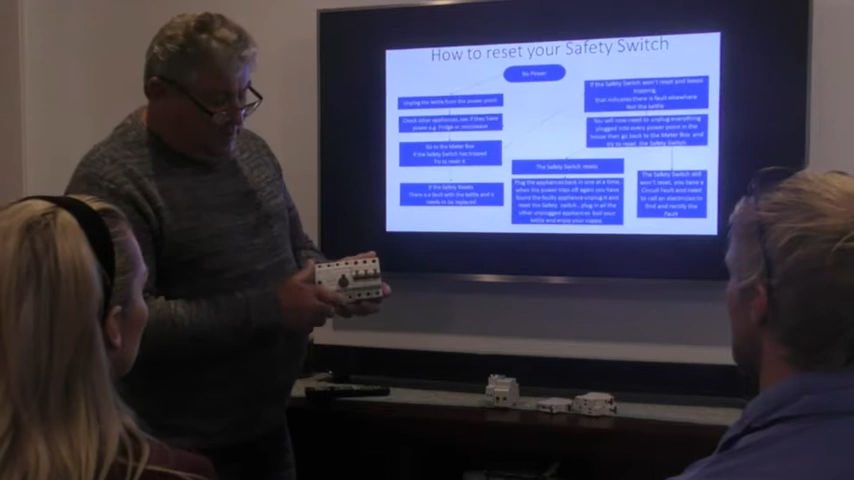 How to reset your Safety Switch
No Power
Unplug the kettle from the power point
Check other appliances, see if they have
power e.g. Fridge or microwave
Go to the Meter Box
If the Safety Switch has tripped
Try to reset it
If the Safety Resets
There is a fault with the kettle and it
needs to be replaced
If the Safety Switch won't reset and keeps
tripping
that indicates there is fault elsewhere
Not the kettle
You will now need to unplug everything
plugged into every power point in the
house then go back to the Meter Box and
try to reset the Safety Switch
The Safety Switch resets
Plug the appliances back in one at a time,
when the power trips off again you have
found the faulty appliance unplug it and
reset the Safety switch, plug in all the
other unplugged appliances boil your
kettle and enjoy your cuppa
The Safety Switch still
won't reset, you have a
Circuit Fault and need
to call an electrician to
find and rectify the
Fault